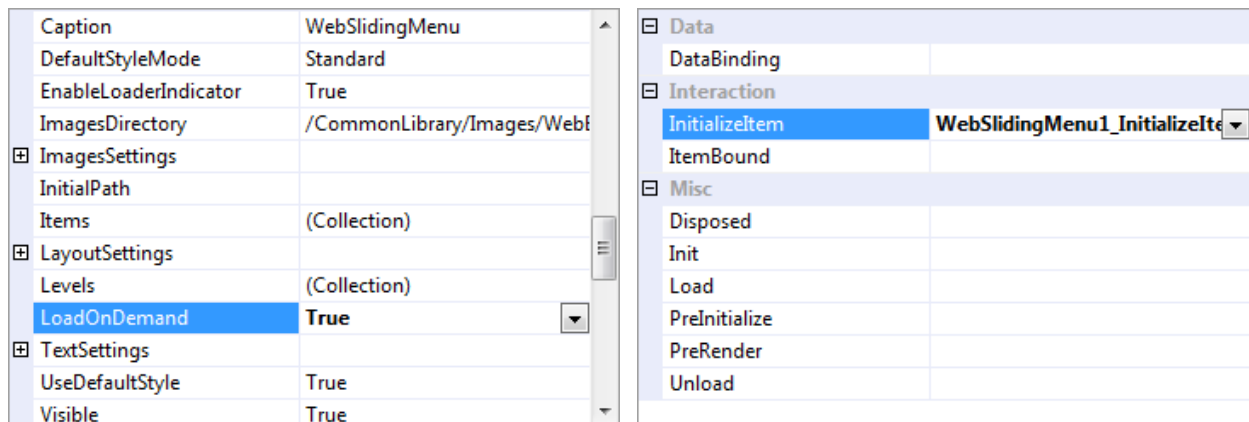 Caption WebSlidingMenu
DefaultStyleMode Standard
EnableLoaderIndicator True
ImagesDirectory /CommonLibrary/Images/WebE
ImagesSettings
InitialPath
Items (Collection)
LayoutSettings
Levels (Collection)
LoadOnDemand True
TextSettings
UseDefaultStyle True
Visible True
Data
DataBinding
Interaction
InitializeItem WebSlidingMenu1_InitializeIte
ItemBound
Misc
Disposed
Init
Load
PreInitialize
PreRender
Unload